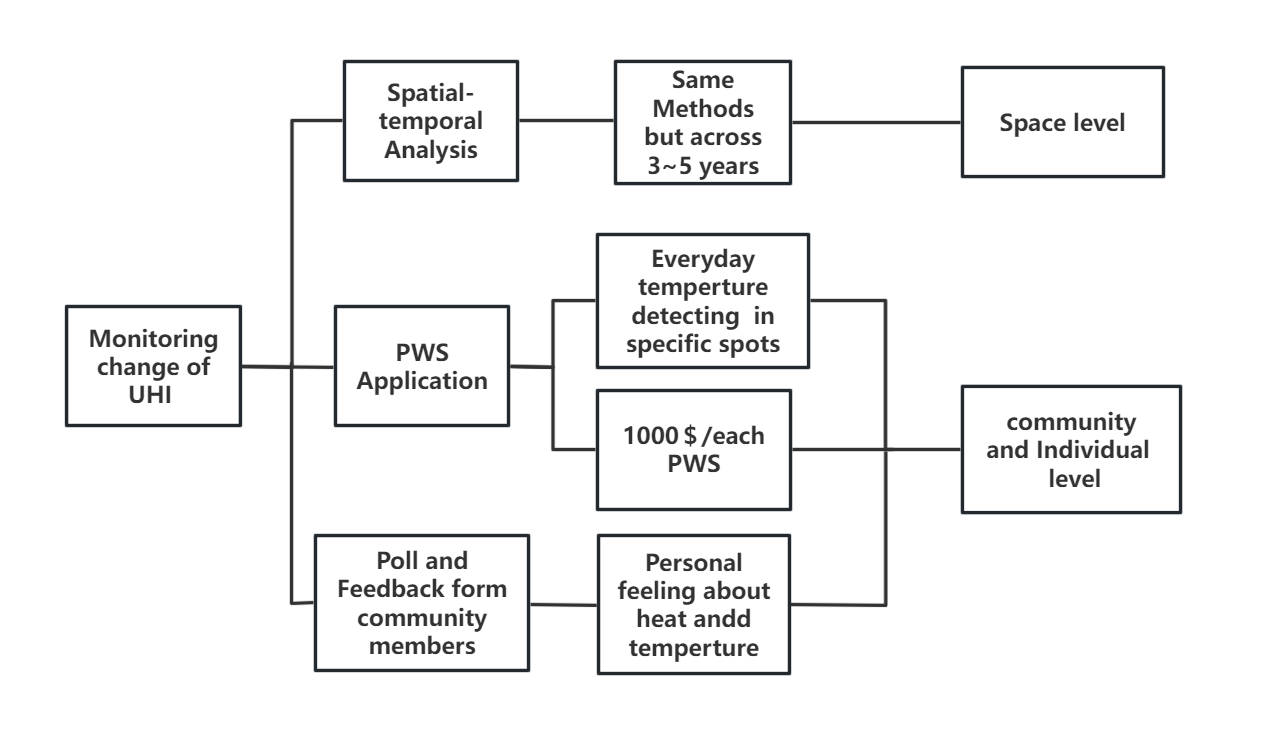 Spatial-
temporal
Analysis
Same
Methods
but across
3~5 years
Space level
Monitoring
change of
UHI
PWS
Application
Everyday
temperture
detecting in
specific spots
1000＄/each
PWS
community
and Individual
level
Poll and
Feedback form
community
members
Personal
feeling about
heat andd
temperture